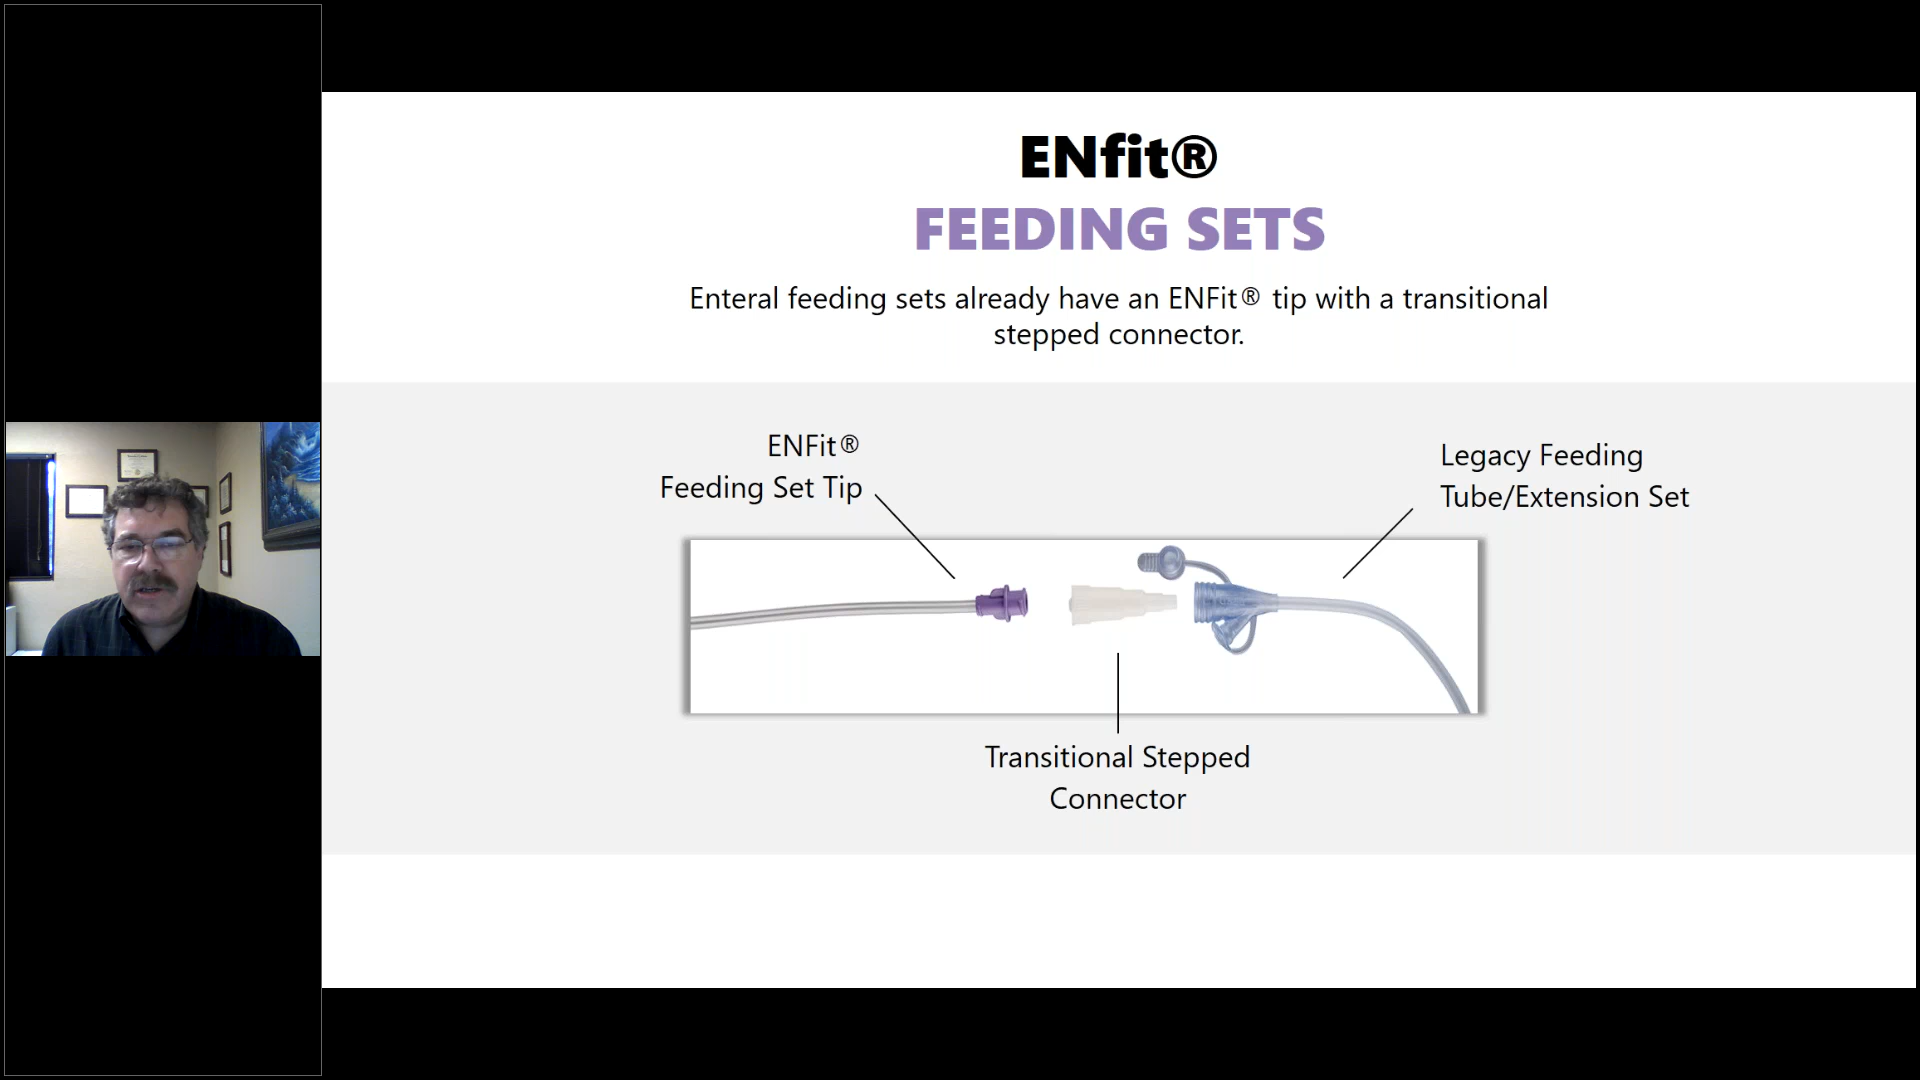 ENfit®
FEEDING SETS
Enteral feeding sets already have an ENFit® tip with a transitional
stepped connector.
ENFit®
Feeding Set Tip
Legacy Feeding
Tube/Extension Set
Transitional Stepped
Connector